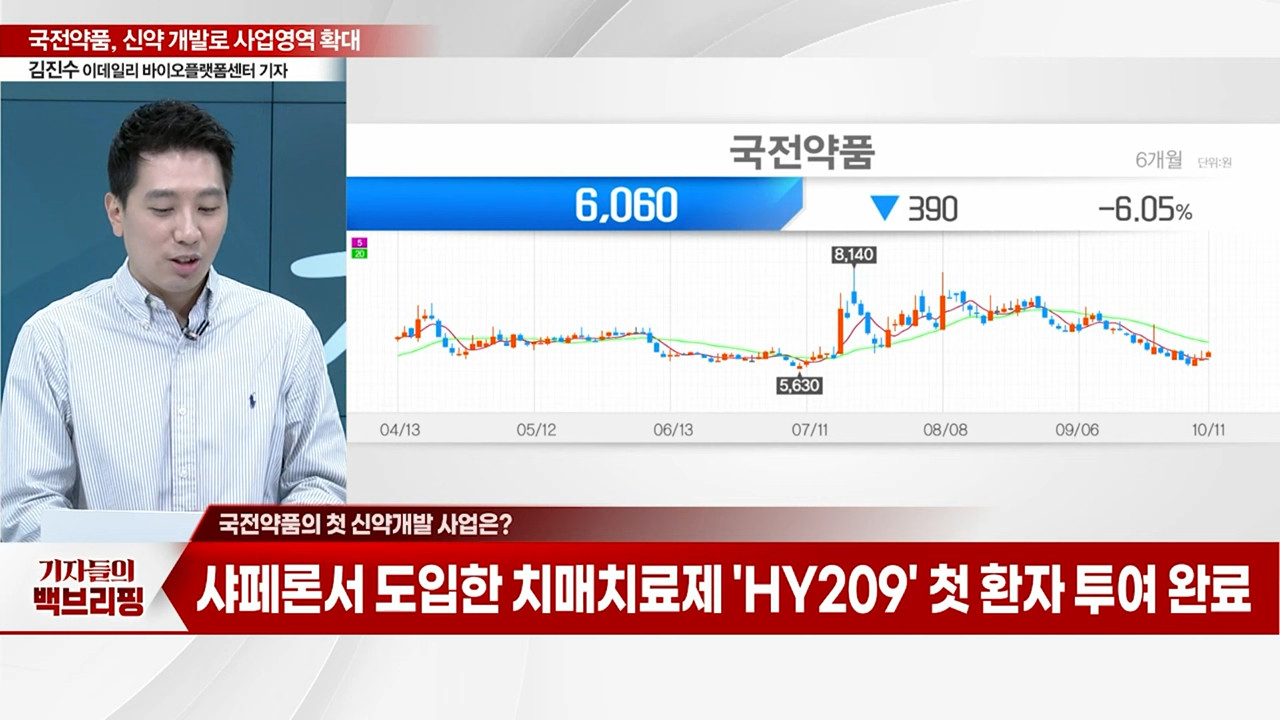 국전약품, 신약 개발로 사업영역 확대
김진수 이데일리 바이오플랫폼센터 기자
국전약품
6개월 단위:원
6,060 ▼ 390 -6.05%
5
20
8,140
5,630
04/13 05/12 06/13 07/11 08/08 09/06 10/11
국전약품의 첫 신약개발 사업은?
기자들의
백브리핑
샤페론서 도입한 치매치료제 'HY209' 첫 환자 투여 완료